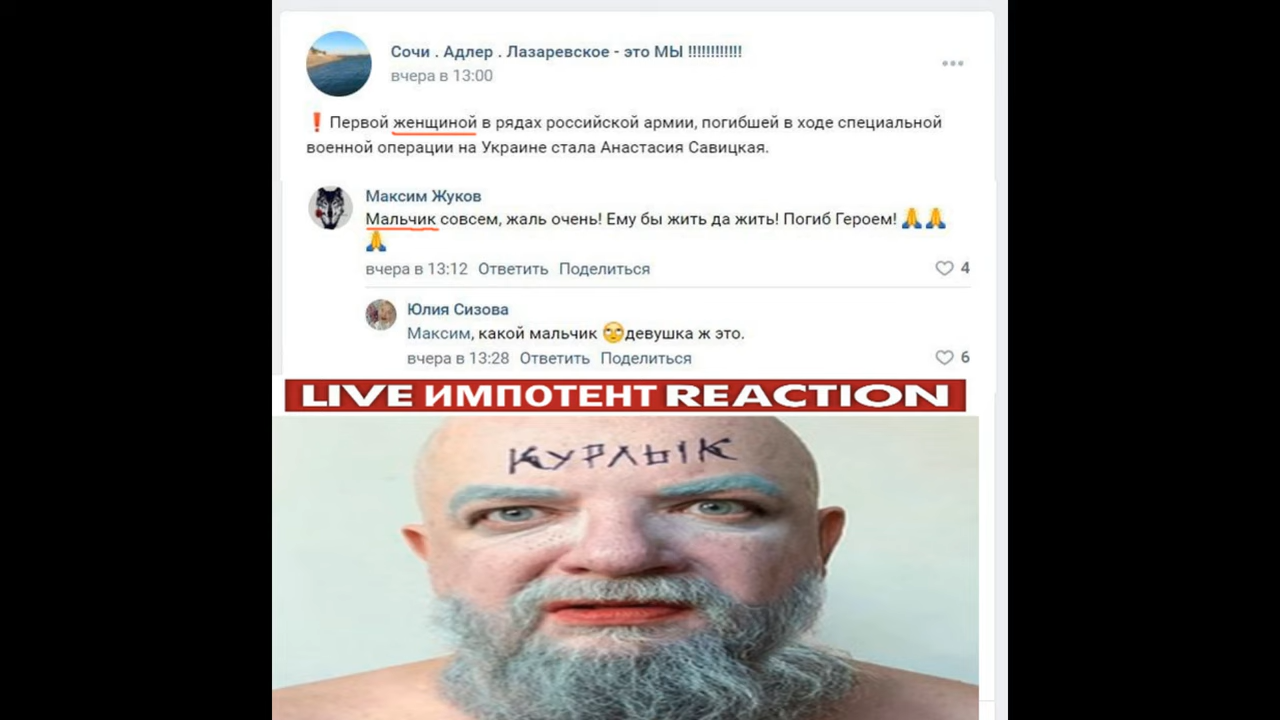 Сочи . Адлер . Лазаревское - это МЫ !!!!!!!!!!!!
вчера в 13:00
❗ Первой женщиной в рядах российской армии, погибшей в ходе специальной
военной операции на Украине стала Анастасия Савицкая.
Максим Жуков
Мальчик совсем, жаль очень! Ему бы жить да жить! Погиб Героем! 🙏🙏
🙏
вчера в 13:12 Ответить Поделиться 4
Юлия Сизова
Максим, какой мальчик 🙄девушка ж это.
вчера в 13:28 Ответить Поделиться 6
LIVE ИМПОТЕНТ REACTION
КУРЛЫК